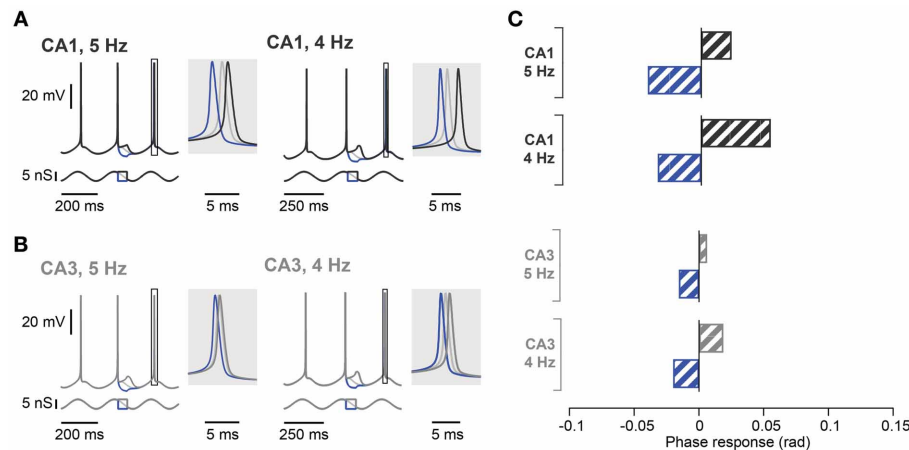 A
CA1, 5 Hz
CA1, 4 Hz
20 mV
5 nS
200 ms
5 ms
250 ms
5 ms
B
CA3, 5 Hz
CA3, 4 Hz
20 mV
5 nS
200 ms
5 ms
250 ms
5 ms
C
CA1
5 Hz
CA1
4 Hz
CA3
5 Hz
CA3
4 Hz
-0.1 -0.05 0 0.05 0.1 0.15
Phase response (rad)